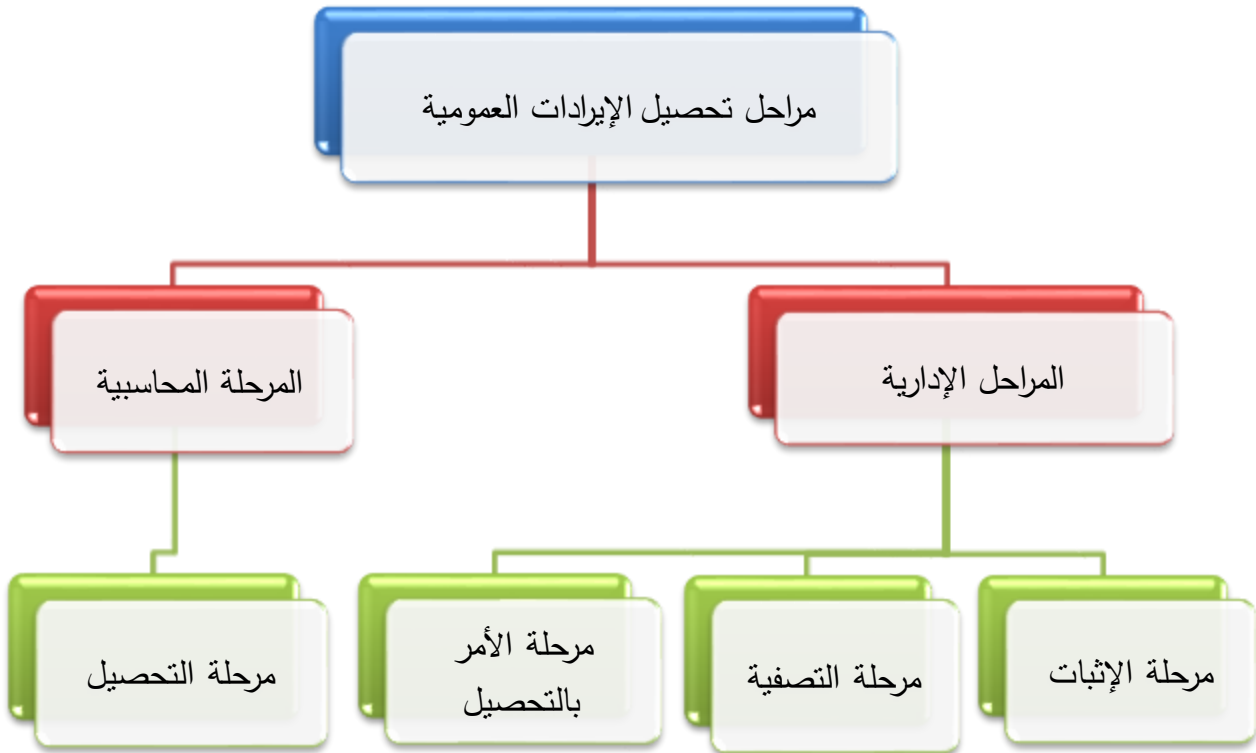 مراحل تحصيل الإيرادات العمومية
المراحل الإدارية
المرحلة المحاسبية
مرحلة الإثبات
مرحلة التصفية
مرحلة الأمر
بالتحصيل
مرحلة التحصيل